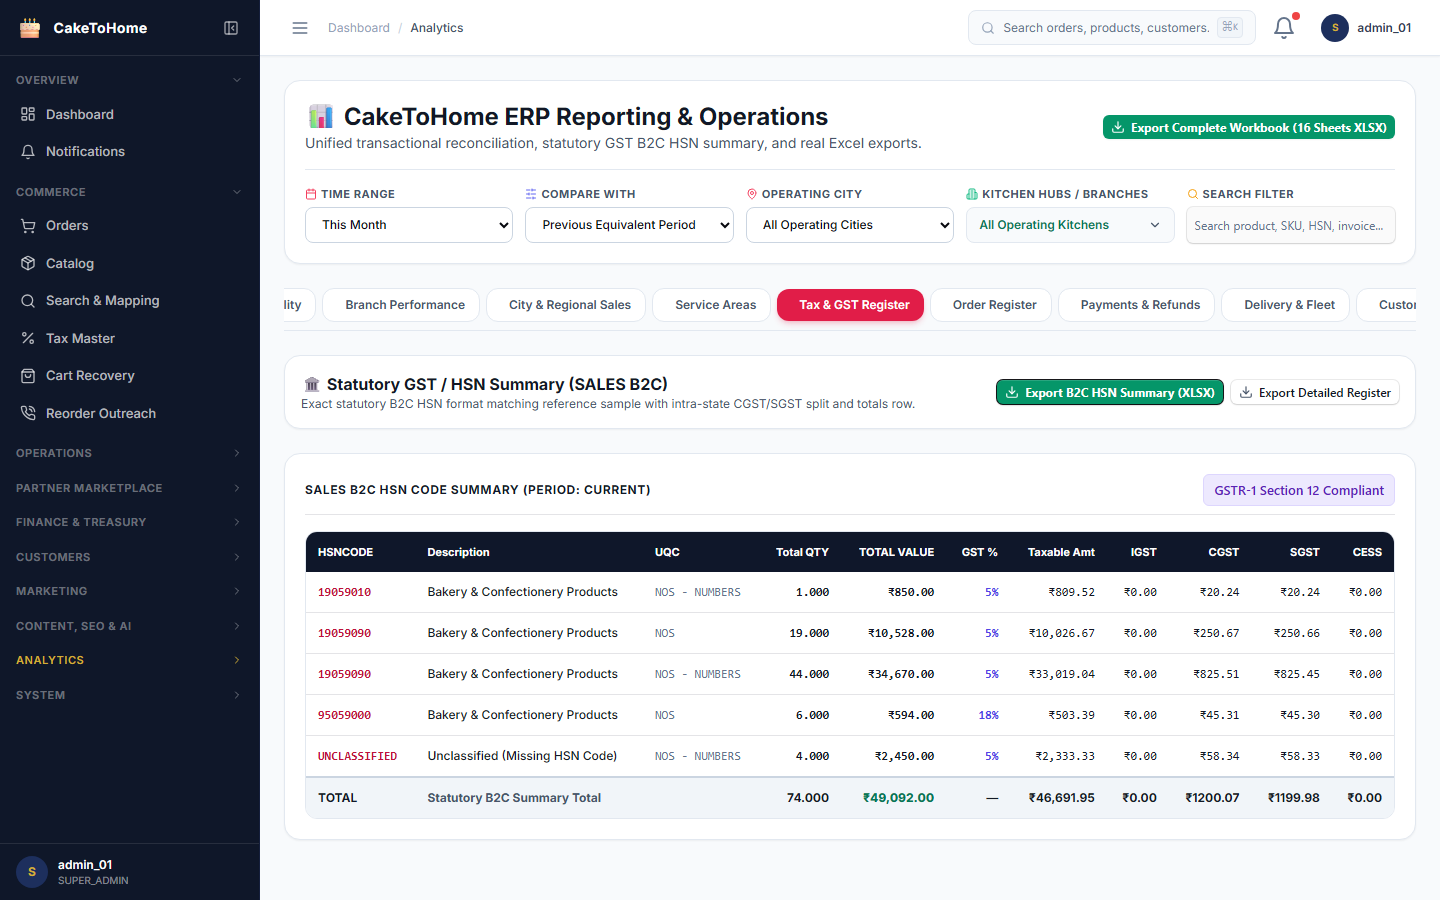 CakeToHome
OVERVIEW
Dashboard
Notifications
COMMERCE
Orders
Catalog
Search & Mapping
Tax Master
Cart Recovery
Reorder Outreach
OPERATIONS
PARTNER MARKETPLACE
FINANCE & TREASURY
CUSTOMERS
MARKETING
CONTENT, SEO & AI
ANALYTICS
SYSTEM
S admin_01
SUPER_ADMIN
Dashboard / Analytics
Search orders, products, customers. ⌘K
S admin_01
CakeToHome ERP Reporting & Operations
Unified transactional reconciliation, statutory GST B2C HSN summary, and real Excel exports.
Export Complete Workbook (16 Sheets XLSX)
TIME RANGE COMPARE WITH OPERATING CITY KITCHEN HUBS / BRANCHES SEARCH FILTER
This Month Previous Equivalent Period All Operating Cities All Operating Kitchens Search product, SKU, HSN, invoice...
lity Branch Performance City & Regional Sales Service Areas Tax & GST Register Order Register Payments & Refunds Delivery & Fleet Custor
Statutory GST / HSN Summary (SALES B2C)
Exact statutory B2C HSN format matching reference sample with intra-state CGST/SGST split and totals row.
Export B2C HSN Summary (XLSX) Export Detailed Register
SALES B2C HSN CODE SUMMARY (PERIOD: CURRENT)
GSTR-1 Section 12 Compliant
HSNCODE Description UQC Total QTY TOTAL VALUE GST % Taxable Amt IGST CGST SGST CESS
19059010 Bakery & Confectionery Products NOS - NUMBERS 1.000 ₹850.00 5% ₹809.52 ₹0.00 ₹20.24 ₹20.24 ₹0.00
19059090 Bakery & Confectionery Products NOS 19.000 ₹10,528.00 5% ₹10,026.67 ₹0.00 ₹250.67 ₹250.66 ₹0.00
19059090 Bakery & Confectionery Products NOS - NUMBERS 44.000 ₹34,670.00 5% ₹33,019.04 ₹0.00 ₹825.51 ₹825.45 ₹0.00
95059000 Bakery & Confectionery Products NOS 6.000 ₹594.00 18% ₹503.39 ₹0.00 ₹45.31 ₹45.30 ₹0.00
UNCLASSIFIED Unclassified (Missing HSN Code) NOS - NUMBERS 4.000 ₹2,450.00 5% ₹2,333.33 ₹0.00 ₹58.34 ₹58.33 ₹0.00
TOTAL Statutory B2C Summary Total 74.000 ₹49,092.00 — ₹46,691.95 ₹0.00 ₹1200.07 ₹1199.98 ₹0.00